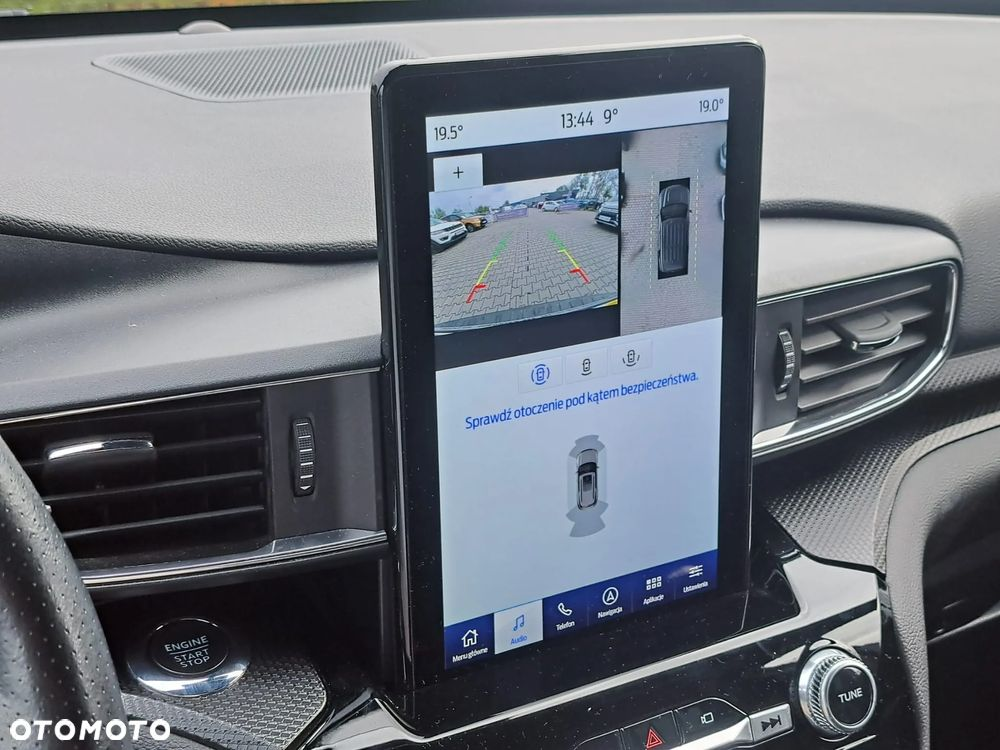 19.5°
13:44 9°
19.0°
+
Sprawdź otoczenie pod kątem bezpieczeństwa.
Menu główne
Audio
Telefon
Nawigacja
Aplikacje
Ustawienia
ENGINE
START
STOP
TUNE
OTOMOTO